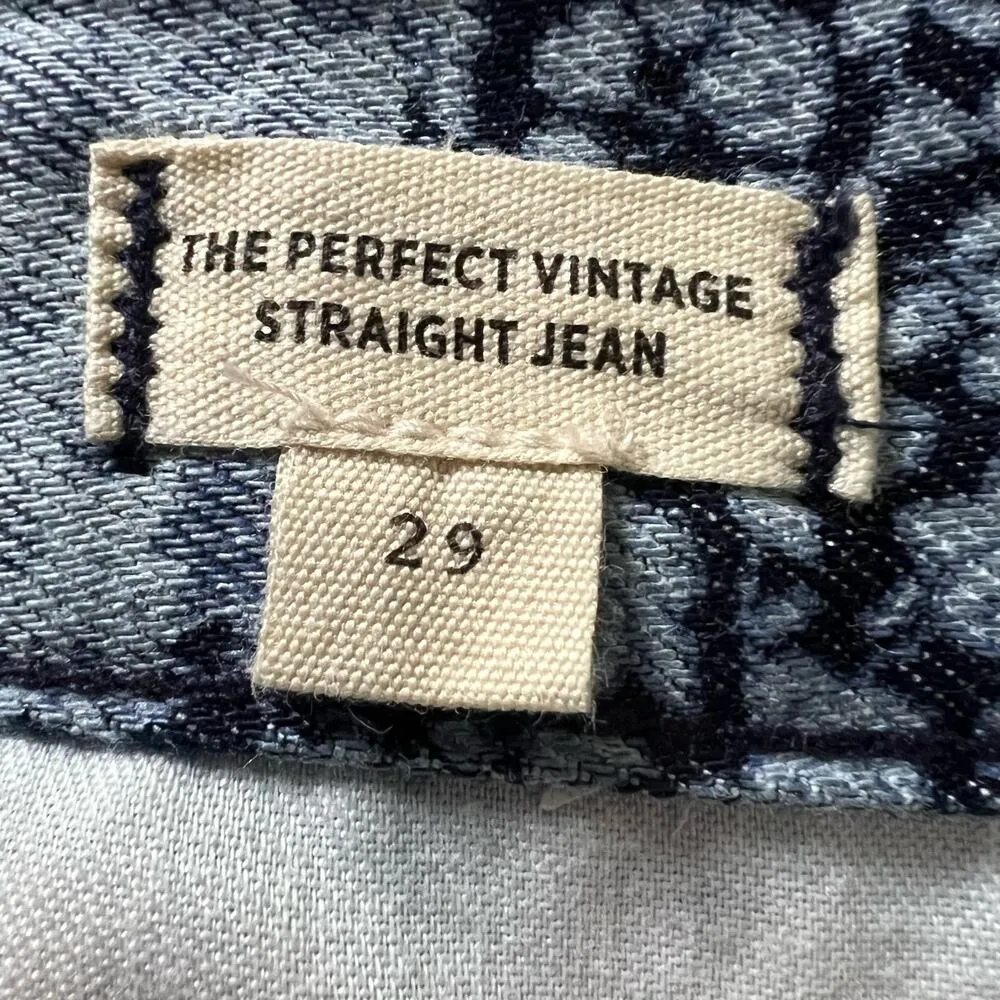 THE PERFECT VINTAGE
STRAIGHT JEAN
29